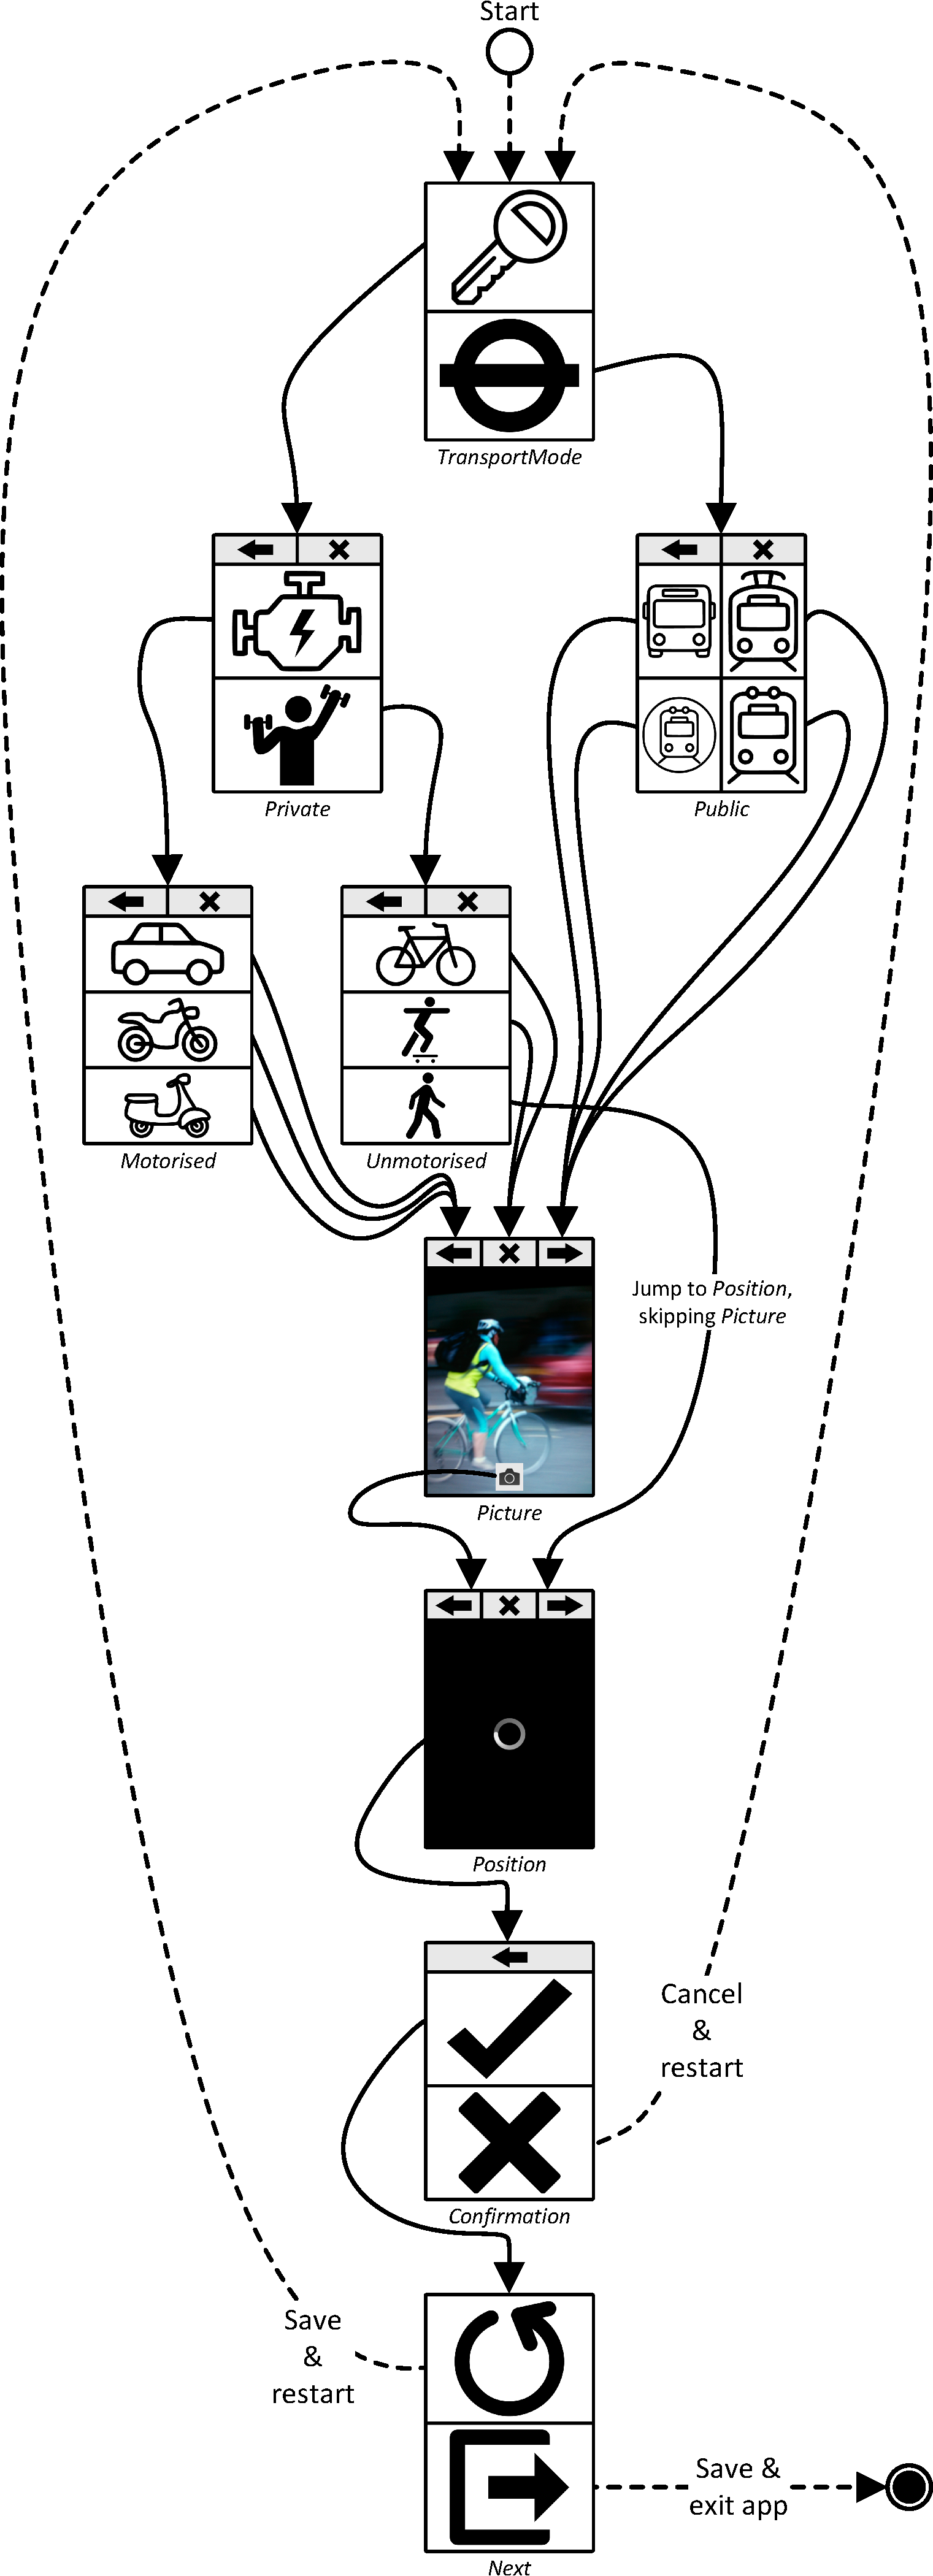 Start
TransportMode
Private
Public
Motorised
Unmotorised
Jump to Position,
skipping Picture
Picture
Position
Cancel
&
restart
Confirmation
Save
&
restart
Save &
exit app
Next